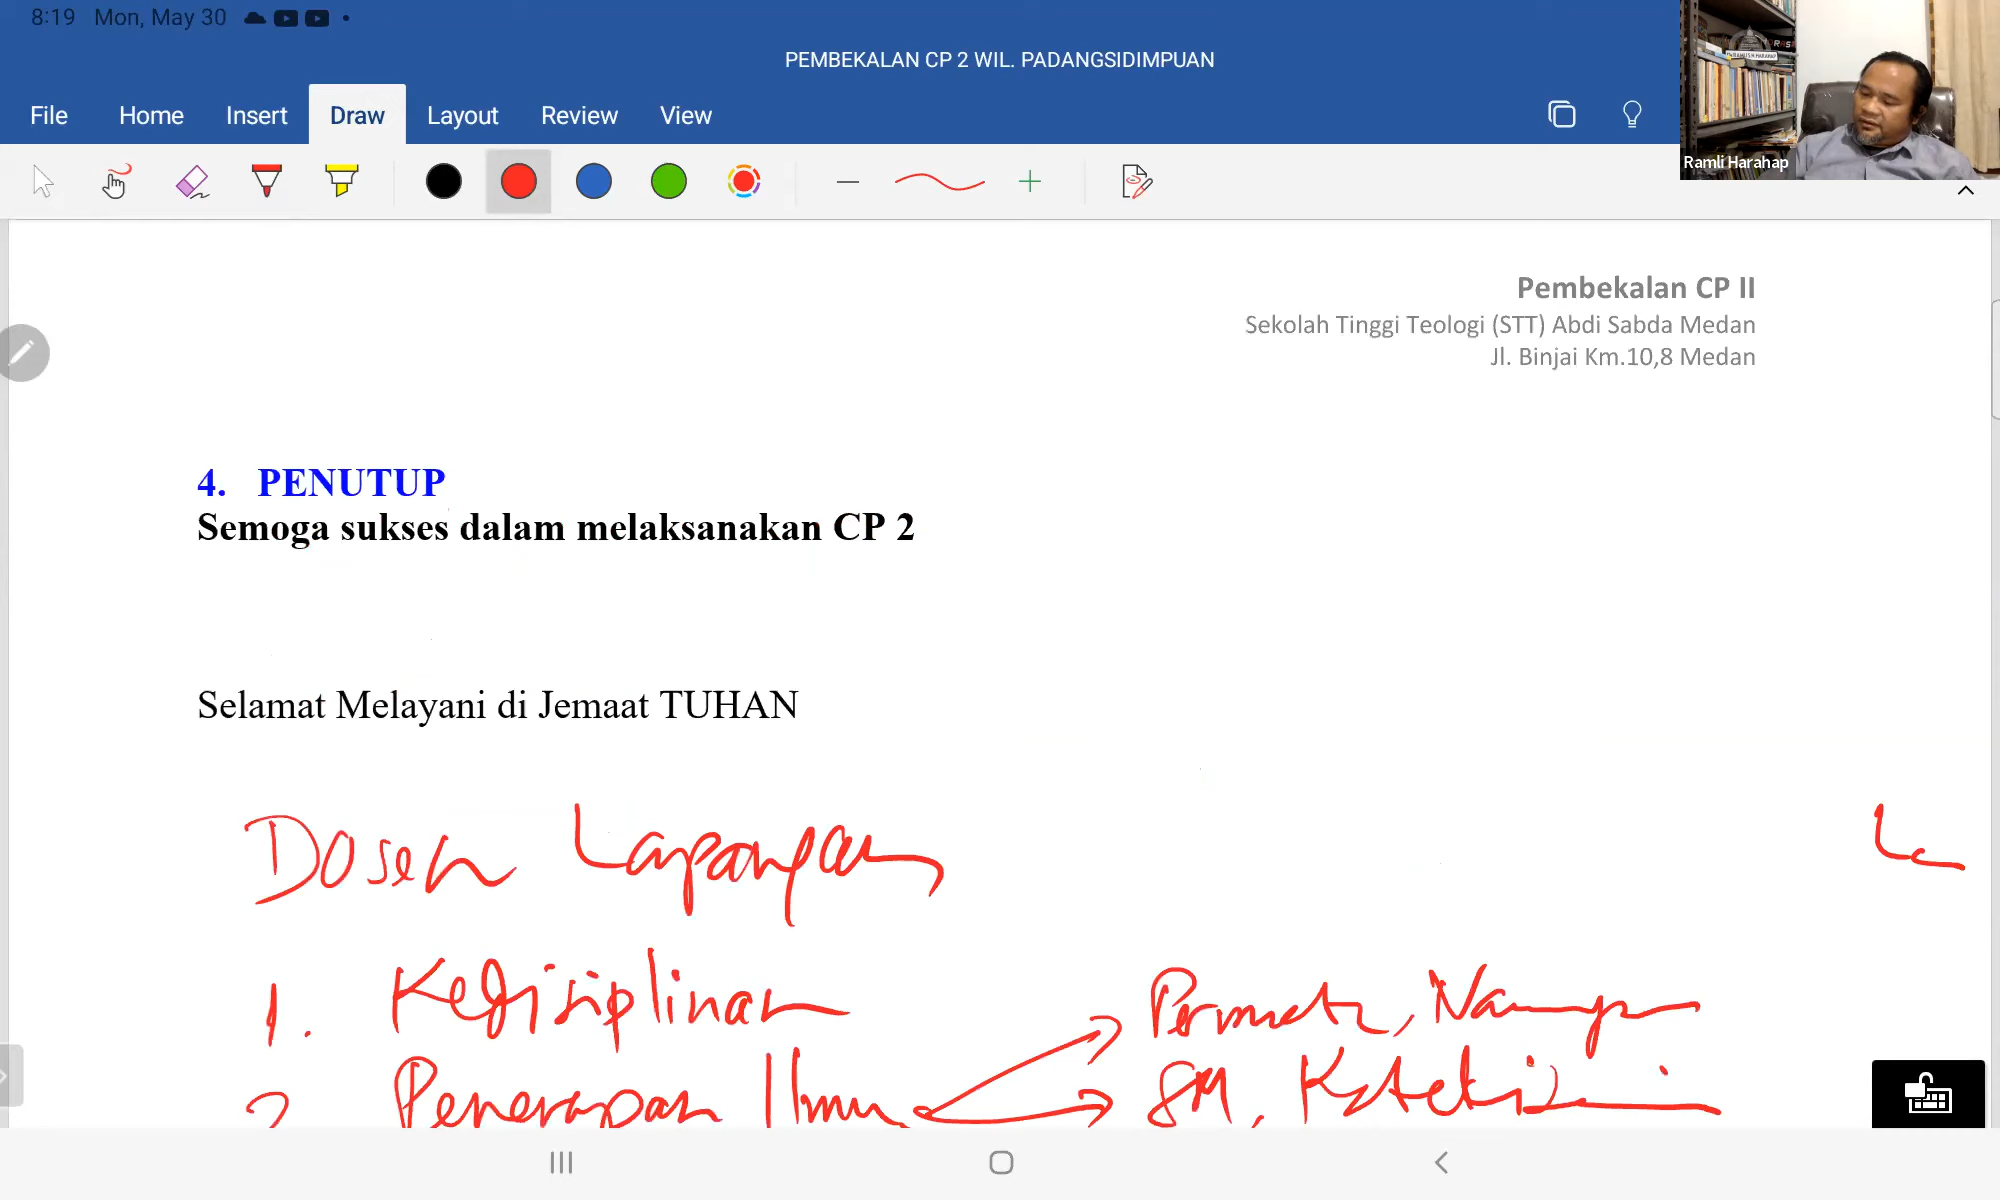 8:19 Mon, May 30
PEMBEKALAN CP 2 WIL. PADANGSIDIMPUAN
File Home Insert Draw Layout Review View
Ramli Harahap
Pembekalan CP II
Sekolah Tinggi Teologi (STT) Abdi Sabda Medan
Jl. Binjai Km.10,8 Medan
4. PENUTUP
Semoga sukses dalam melaksanakan CP 2
Selamat Melayani di Jemaat TUHAN
Dosen Lapangan
1. Kedisiplinan
2 Penerapan Ilmu
SM, Katekisasi